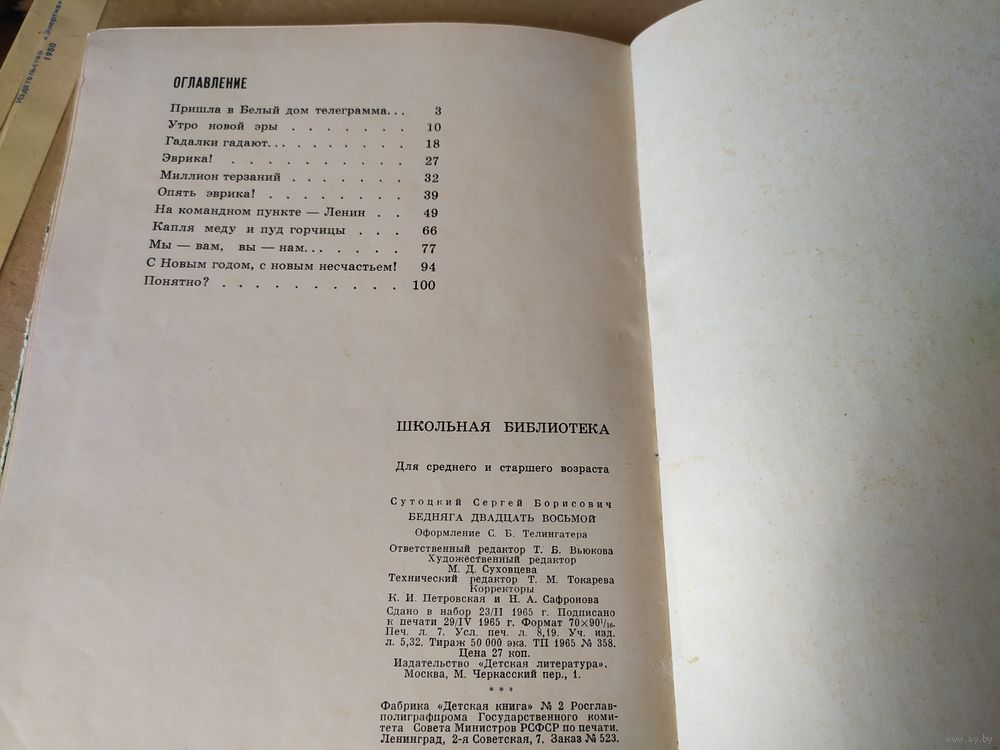 Издательство «Энергия»
1980
ОГЛАВЛЕНИЕ
Пришла в Белый дом телеграмма... 3
Утро новой эры . . . . . . . 10
Гадалки гадают... . . . . . . . 18
Эврика! . . . . . . . . . . 27
Миллион терзаний . . . . . . . 32
Опять эврика! . . . . . . . . 39
На командном пункте — Ленин . . 49
Капля меду и пуд горчицы . . . 66
Мы — вам, вы — нам... . . . . . 77
С Новым годом, с новым несчастьем! 94
Понятно? . . . . . . . . . . 100
ШКОЛЬНАЯ БИБЛИОТЕКА
Для среднего и старшего возраста
Сутоцкий Сергей Борисович
БЕДНЯГА ДВАДЦАТЬ ВОСЬМОЙ
Оформление С. Б. Телингатера
Ответственный редактор Т. Б. Вьюкова
Художественный редактор
М. Д. Суховцева
Технический редактор Т. М. Токарева
Корректоры
К. И. Петровская и Н. А. Сафронова
Сдано в набор 23/II 1965 г. Подписано
к печати 29/IV 1965 г. Формат 70×90¹/₁₆.
Печ. л. 7. Усл. печ. л. 8,19. Уч. изд.
л. 5,32. Тираж 50 000 экз. ТП 1965 № 358.
Цена 27 коп.
Издательство «Детская литература».
Москва, М. Черкасский пер., 1.
* * *
Фабрика «Детская книга» № 2 Росглав-
полиграфпрома Государственного коми-
тета Совета Министров РСФСР по печати.
Ленинград, 2-я Советская, 7. Заказ № 523.
www.ay.by